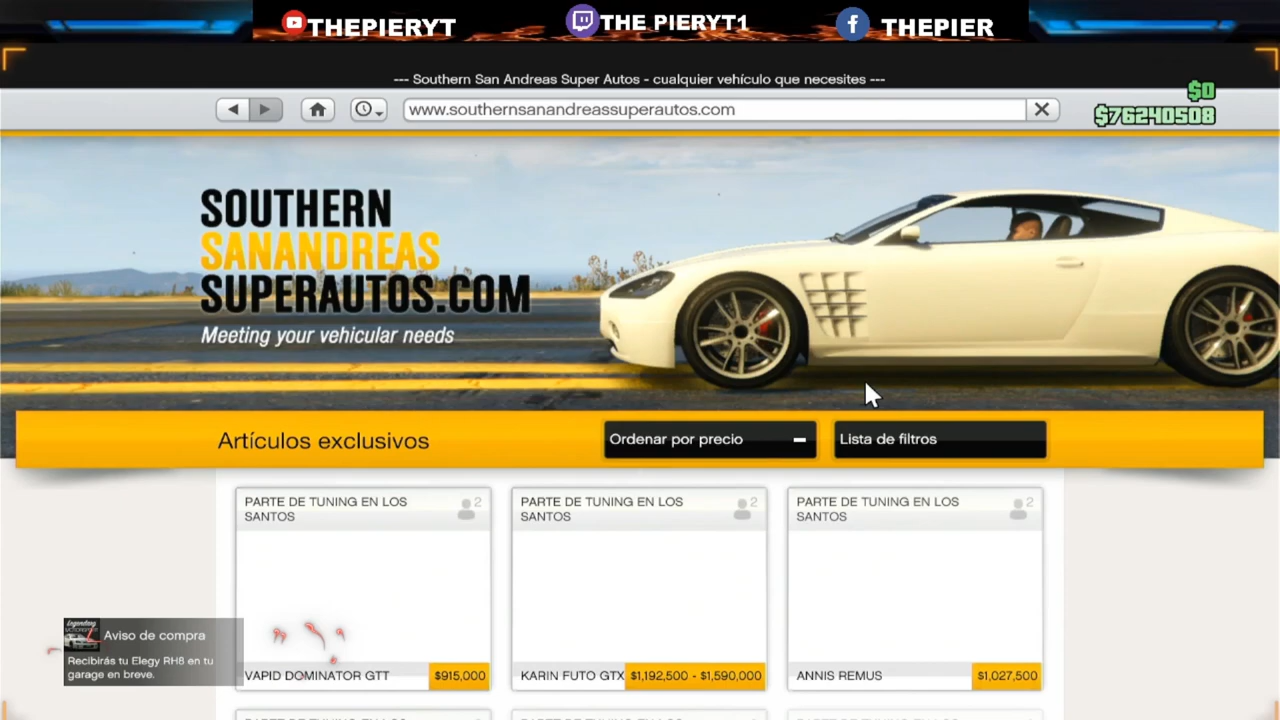 THEPIERYT
THE PIERYT1
THEPIER
--- Southern San Andreas Super Autos - cualquier vehículo que necesites ---
www.southernsanandreassuperautos.com
$0
$76240508
SOUTHERN
SANANDREAS
SUPERAUTOS.COM
Meeting your vehicular needs
Artículos exclusivos
Ordenar por precio
Lista de filtros
PARTE DE TUNING EN LOS
SANTOS
2
PARTE DE TUNING EN LOS
SANTOS
2
PARTE DE TUNING EN LOS
SANTOS
2
VAPID DOMINATOR GTT
$915,000
KARIN FUTO GTX
$1,192,500 - $1,590,000
ANNIS REMUS
$1,027,500
Legendary
Aviso de compra
Recibirás tu Elegy RH8 en tu
garage en breve.